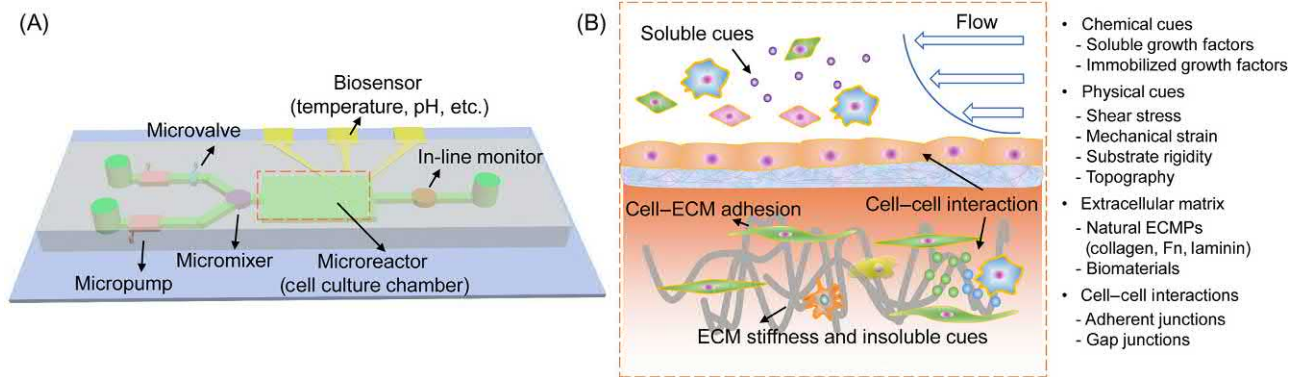 (A)
Biosensor
(temperature, pH, etc.)
Microvalve
In-line monitor
Micromixer
Micropump
Microreactor
(cell culture chamber)
(B)
Soluble cues
Flow
Cell–ECM adhesion
Cell–cell interaction
ECM stiffness and insoluble cues
• Chemical cues
- Soluble growth factors
- Immobilized growth factors
• Physical cues
- Shear stress
- Mechanical strain
- Substrate rigidity
- Topography
• Extracellular matrix
- Natural ECMPs
(collagen, Fn, laminin)
- Biomaterials
• Cell–cell interactions
- Adherent junctions
- Gap junctions